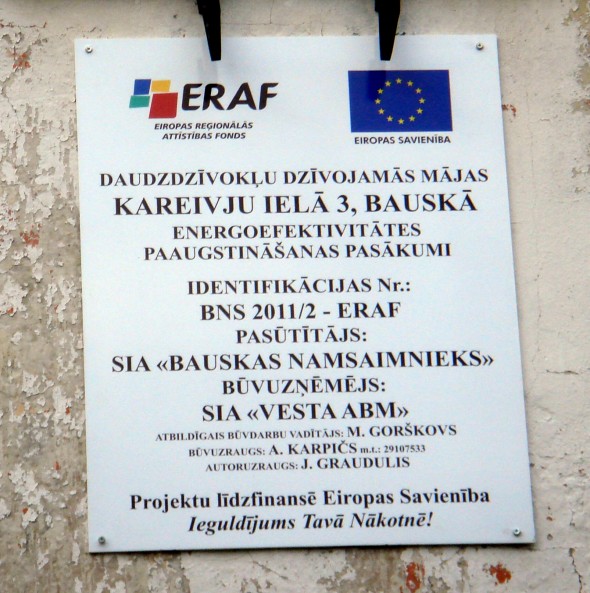 ERAF
EIROPAS REGIONĀLĀS
ATTĪSTĪBAS FONDS
EIROPAS SAVIENĪBA
DAUDZDZĪVOKĻU DZĪVOJAMĀS MĀJAS
KAREIVJU IELĀ 3, BAUSKĀ
ENERGOEFEKTIVITĀTES
PAAUGSTINĀŠANAS PASĀKUMI
IDENTIFIKĀCIJAS Nr.:
BNS 2011/2 - ERAF
PASŪTĪTĀJS:
SIA «BAUSKAS NAMSAIMNIEKS»
BŪVUZŅĒMĒJS:
SIA «VESTA ABM»
ATBILDĪGAIS BŪVDARBU VADĪTĀJS: M. GORŠKOVS
BŪVUZRAUGS: A. KARPIČS m.t.: 29107533
AUTORUZRAUGS: J. GRAUDULIS
Projektu līdzfinansē Eiropas Savienība
Ieguldījums Tavā Nākotnē!